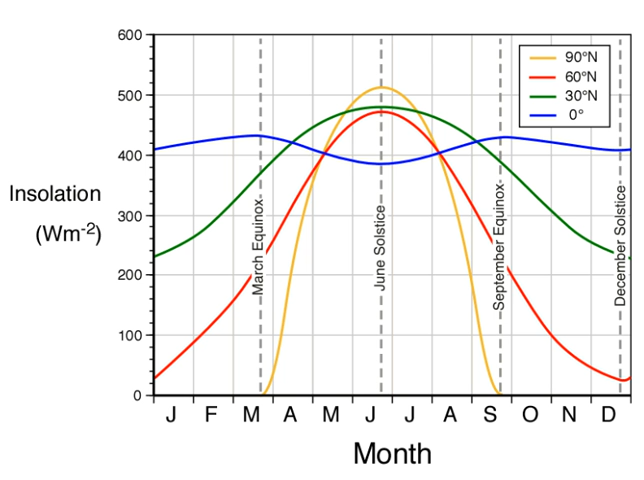 600
500
400
300
200
100
0
Insolation
(Wm-2)
90°N
60°N
30°N
0°
March Equinox
June Solstice
September Equinox
December Solstice
J F M A M J J A S O N D
Month